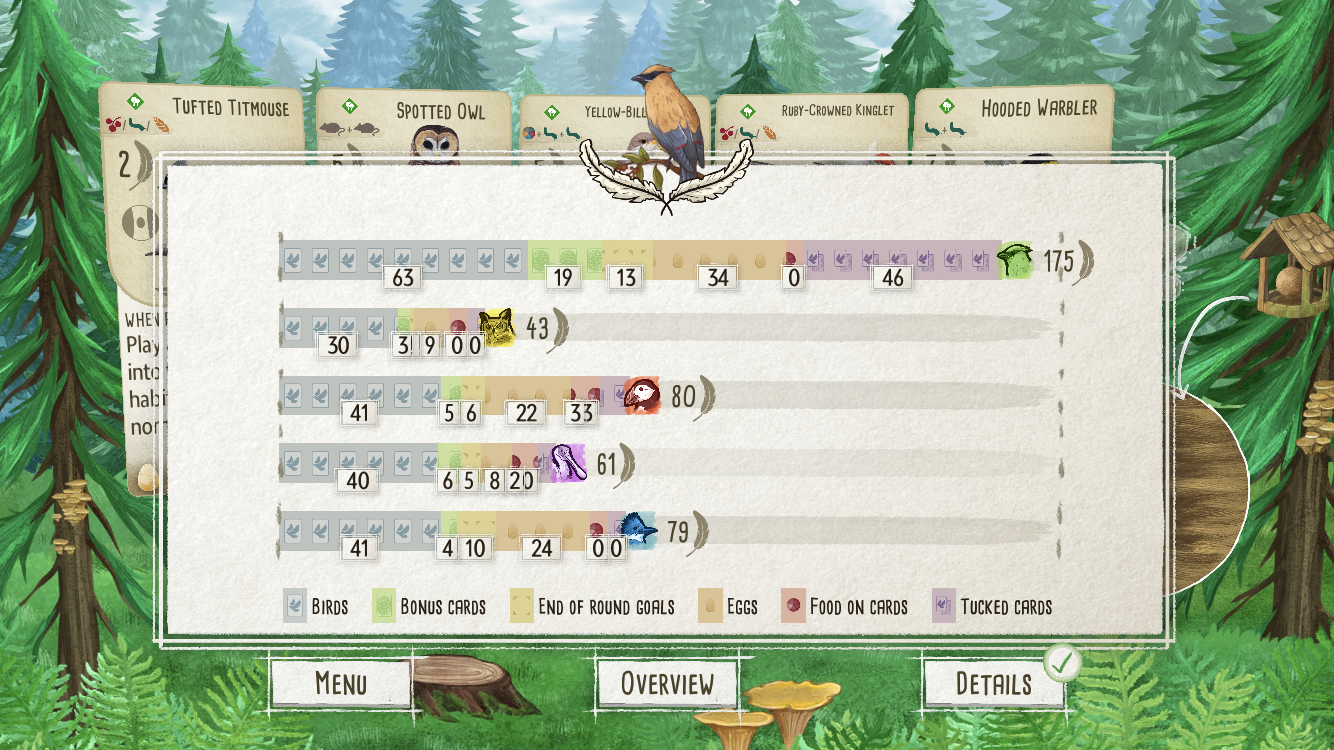 Tufted Titmouse
Spotted Owl
Yellow-Bill
Ruby-Crowned Kinglet
Hooded Warbler
2
63 19 13 34 0 46 175
30 3 9 0 0 43
41 5 6 22 3 3 80
40 6 5 8 2 0 61
41 4 10 24 0 0 79
When
Play
into
habi
non
Birds Bonus cards End of round goals Eggs Food on cards Tucked cards
Menu Overview Details